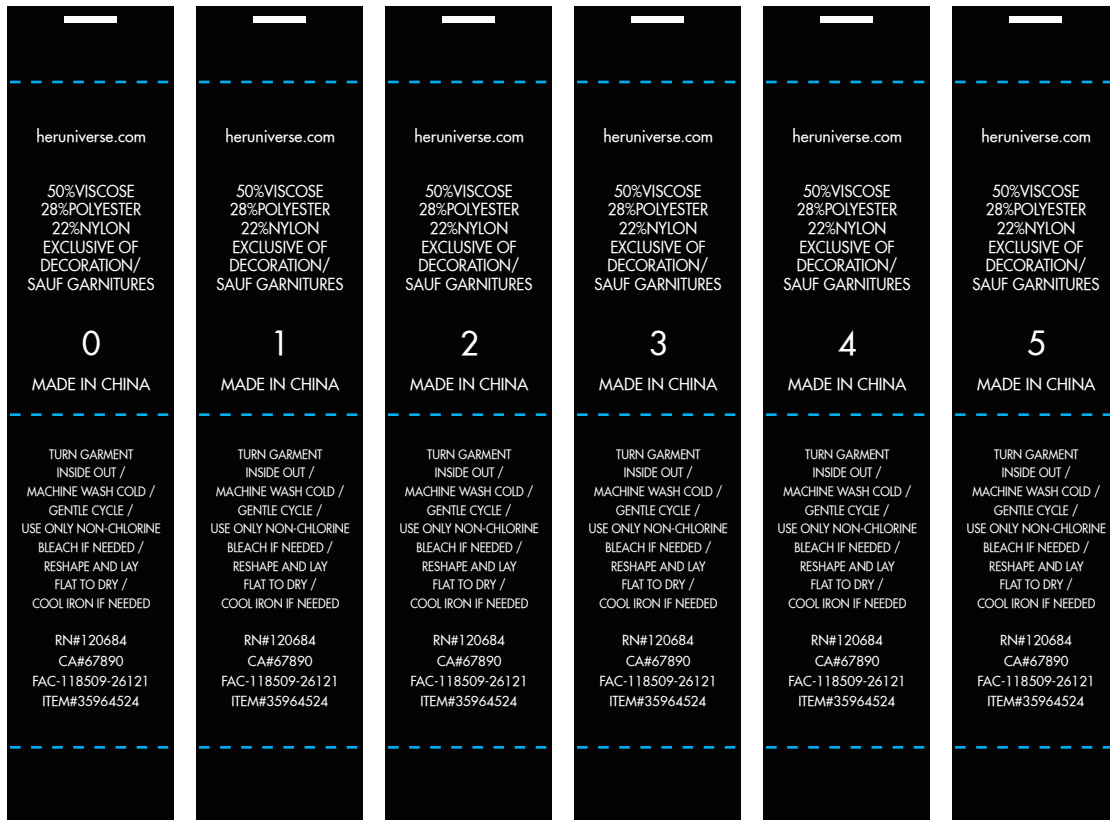 heruniverse.com
50%VISCOSE
28%POLYESTER
22%NYLON
EXCLUSIVE OF
DECORATION/
SAUF GARNITURES
0
MADE IN CHINA
TURN GARMENT
INSIDE OUT /
MACHINE WASH COLD /
GENTLE CYCLE /
USE ONLY NON-CHLORINE
BLEACH IF NEEDED /
RESHAPE AND LAY
FLAT TO DRY /
COOL IRON IF NEEDED
RN#120684
CA#67890
FAC-118509-26121
ITEM#35964524
heruniverse.com
50%VISCOSE
28%POLYESTER
22%NYLON
EXCLUSIVE OF
DECORATION/
SAUF GARNITURES
1
MADE IN CHINA
TURN GARMENT
INSIDE OUT /
MACHINE WASH COLD /
GENTLE CYCLE /
USE ONLY NON-CHLORINE
BLEACH IF NEEDED /
RESHAPE AND LAY
FLAT TO DRY /
COOL IRON IF NEEDED
RN#120684
CA#67890
FAC-118509-26121
ITEM#35964524
heruniverse.com
50%VISCOSE
28%POLYESTER
22%NYLON
EXCLUSIVE OF
DECORATION/
SAUF GARNITURES
2
MADE IN CHINA
TURN GARMENT
INSIDE OUT /
MACHINE WASH COLD /
GENTLE CYCLE /
USE ONLY NON-CHLORINE
BLEACH IF NEEDED /
RESHAPE AND LAY
FLAT TO DRY /
COOL IRON IF NEEDED
RN#120684
CA#67890
FAC-118509-26121
ITEM#35964524
heruniverse.com
50%VISCOSE
28%POLYESTER
22%NYLON
EXCLUSIVE OF
DECORATION/
SAUF GARNITURES
3
MADE IN CHINA
TURN GARMENT
INSIDE OUT /
MACHINE WASH COLD /
GENTLE CYCLE /
USE ONLY NON-CHLORINE
BLEACH IF NEEDED /
RESHAPE AND LAY
FLAT TO DRY /
COOL IRON IF NEEDED
RN#120684
CA#67890
FAC-118509-26121
ITEM#35964524
heruniverse.com
50%VISCOSE
28%POLYESTER
22%NYLON
EXCLUSIVE OF
DECORATION/
SAUF GARNITURES
4
MADE IN CHINA
TURN GARMENT
INSIDE OUT /
MACHINE WASH COLD /
GENTLE CYCLE /
USE ONLY NON-CHLORINE
BLEACH IF NEEDED /
RESHAPE AND LAY
FLAT TO DRY /
COOL IRON IF NEEDED
RN#120684
CA#67890
FAC-118509-26121
ITEM#35964524
heruniverse.com
50%VISCOSE
28%POLYESTER
22%NYLON
EXCLUSIVE OF
DECORATION/
SAUF GARNITURES
5
MADE IN CHINA
TURN GARMENT
INSIDE OUT /
MACHINE WASH COLD /
GENTLE CYCLE /
USE ONLY NON-CHLORINE
BLEACH IF NEEDED /
RESHAPE AND LAY
FLAT TO DRY /
COOL IRON IF NEEDED
RN#120684
CA#67890
FAC-118509-26121
ITEM#35964524